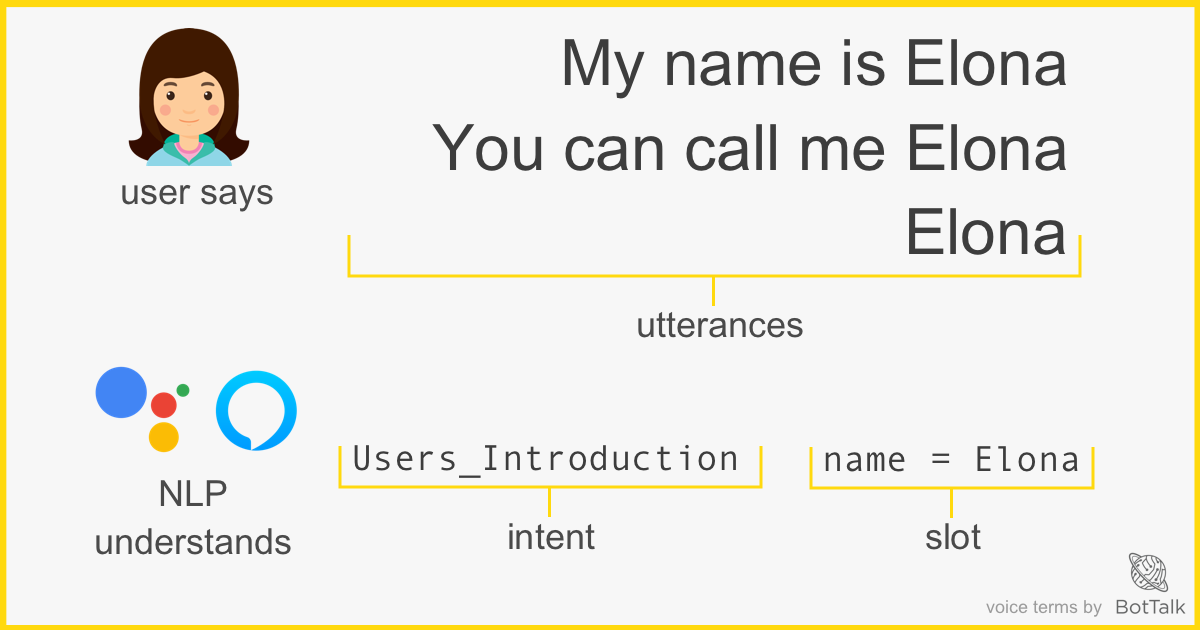 My name is Elona
You can call me Elona
Elona
user says
utterances
Users_Introduction
name = Elona
NLP
understands
intent
slot
voice terms by BotTalk